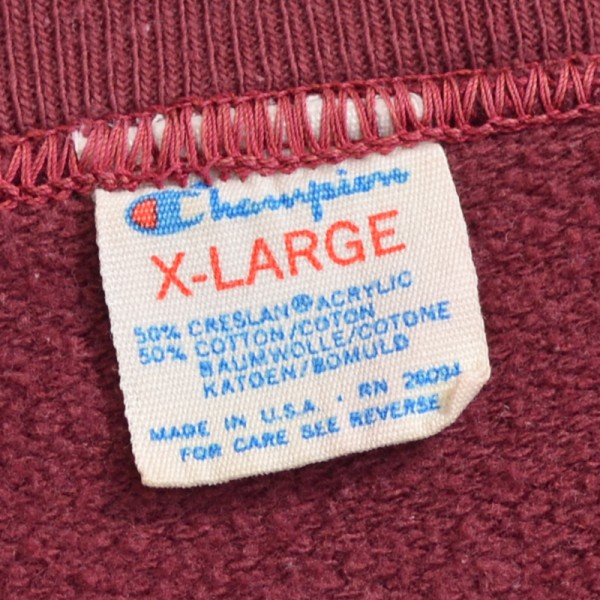 Champion
X-LARGE
50% CRESLAN® ACRYLIC
50% COTTON/COTON
BAUMWOLLE/COTONE
KATOEN/BOMULD
MADE IN U.S.A. · RN 26094
FOR CARE SEE REVERSE